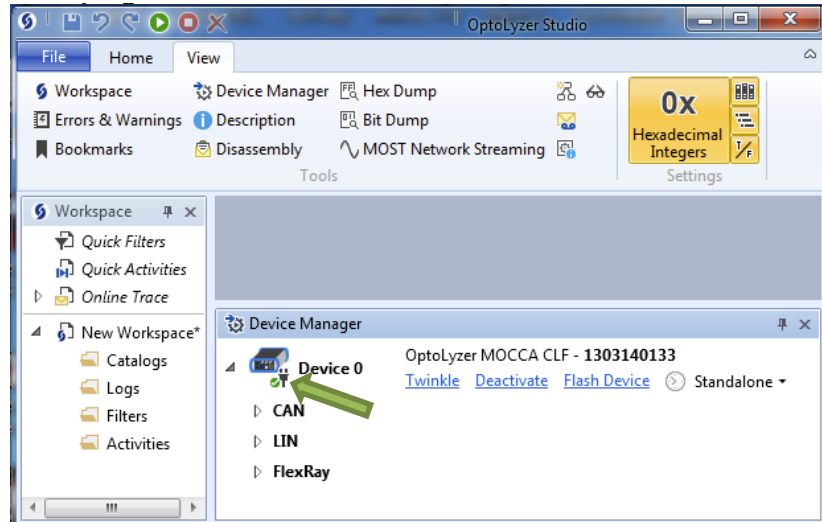 OptoLyzer Studio
File Home View
Workspace Device Manager Hex Dump
Errors & Warnings Description Bit Dump
Bookmarks Disassembly MOST Network Streaming
0x
Hexadecimal
Integers
Tools Settings
Workspace
Quick Filters
Quick Activities
Online Trace
New Workspace*
Catalogs
Logs
Filters
Activities
Device Manager
Device 0 OptoLyzer MOCCA CLF - 1303140133
Twinkle Deactivate Flash Device Standalone
CAN
LIN
FlexRay